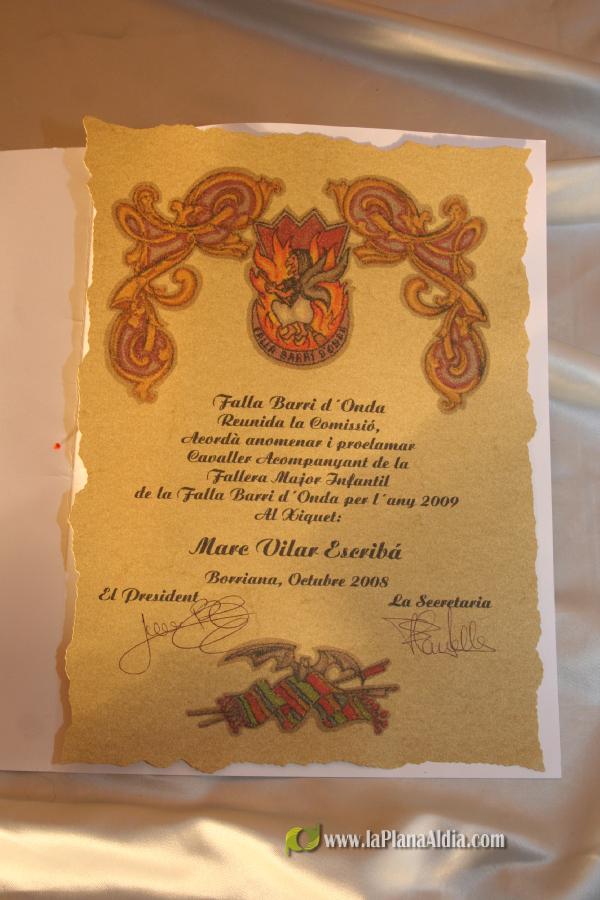 FALLA BARRI D'ONDA
Falla Barri d´Onda
Reunida la Comissió,
Acordà anomenar i proclamar
Cavaller Acompanyant de la
Fallera Major Infantil
de la Falla Barri d´Onda per l´any 2009
Al Xiquet:
Marc Vilar Escribá
Borriana, Octubre 2008
El President
La Secretaria
www.laPlanaAldia.com